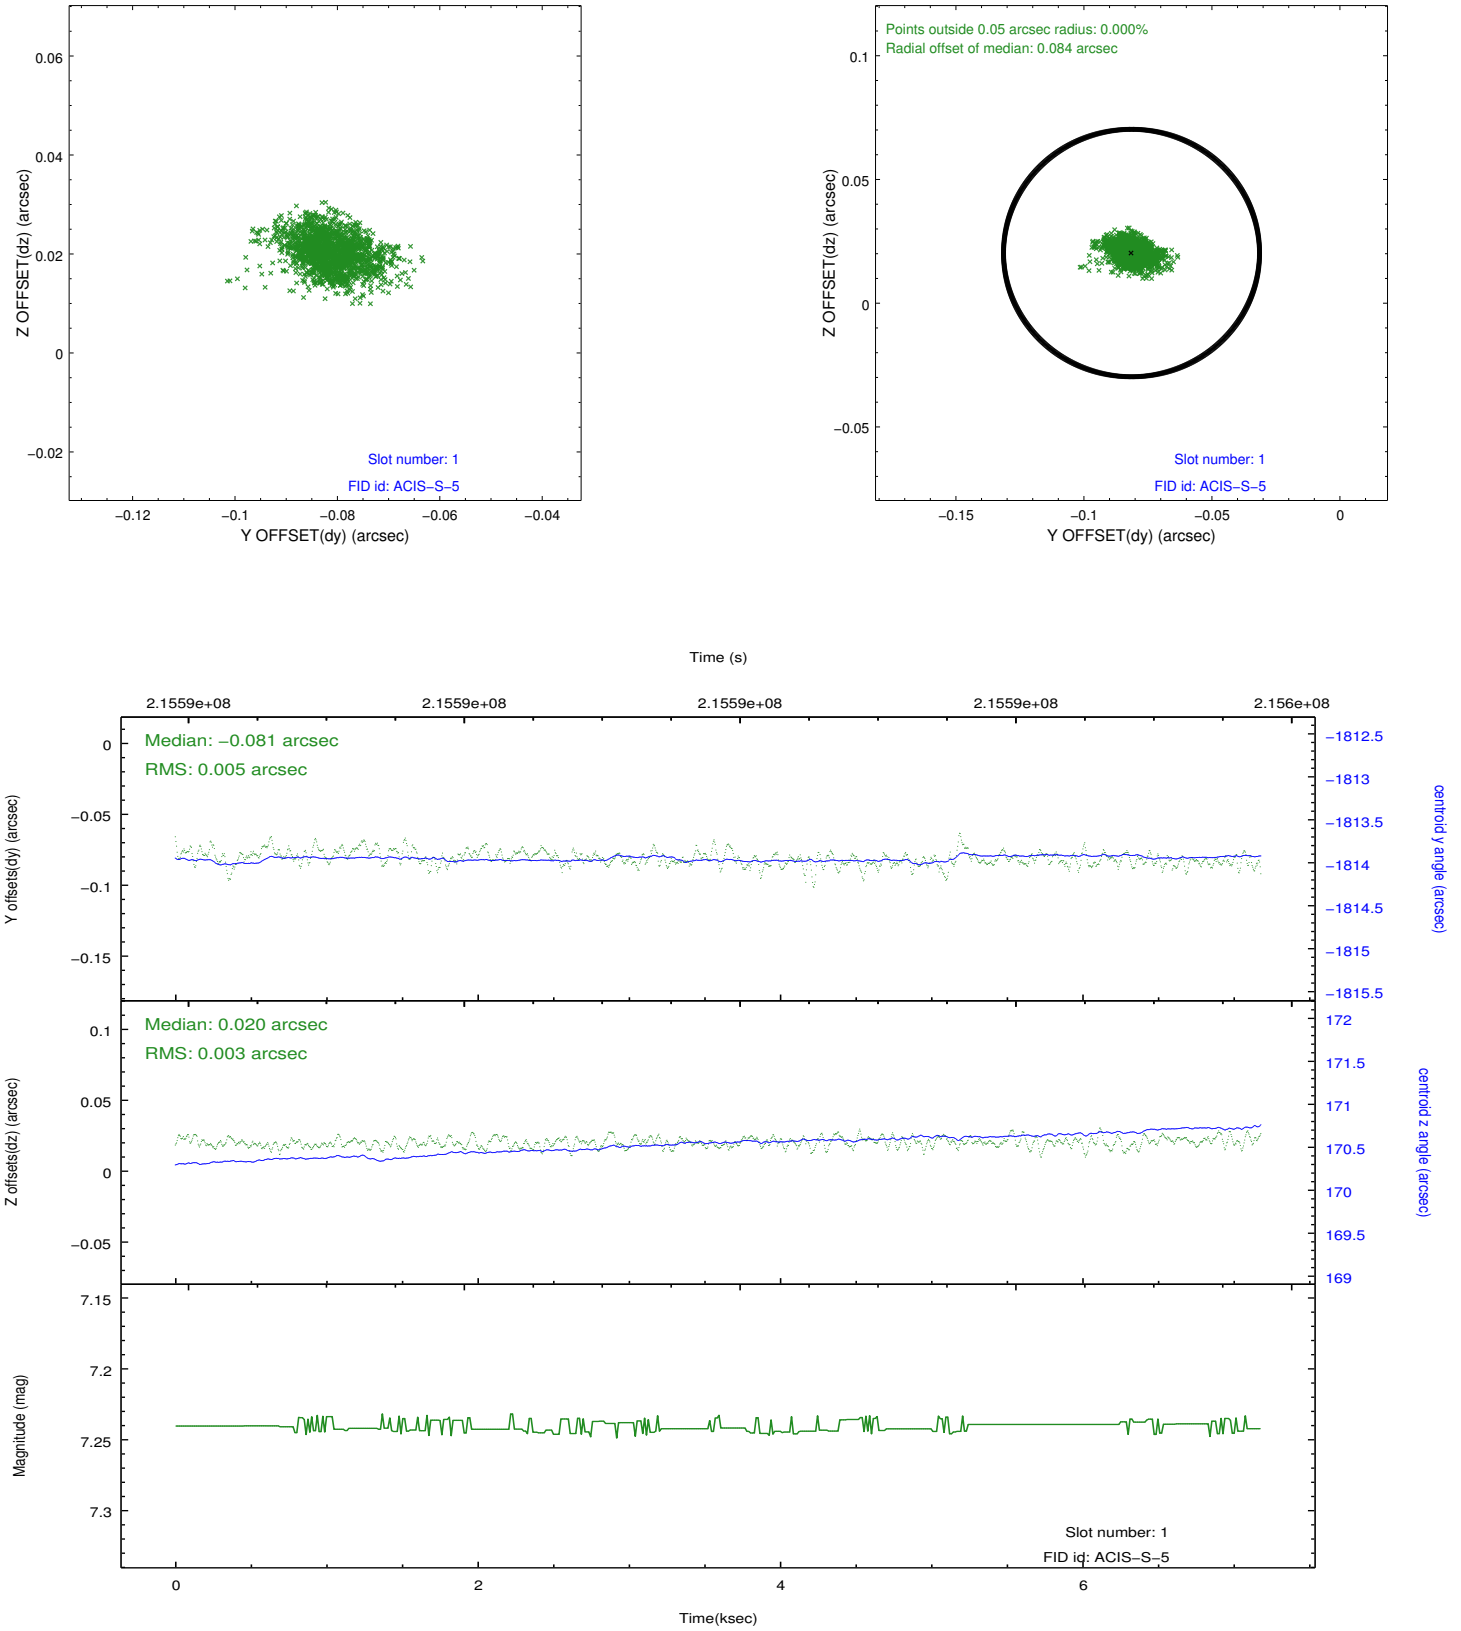 0.06
0.04
0.02
0
−0.02
Z OFFSET(dz) (arcsec)
Slot number: 1
FID id: ACIS−S−5
−0.12
−0.1
−0.08
−0.06
−0.04
Y OFFSET(dy) (arcsec)
Points outside 0.05 arcsec radius: 0.000%
Radial offset of median: 0.084 arcsec
0.1
0.05
0
−0.05
Z OFFSET(dz) (arcsec)
Slot number: 1
FID id: ACIS−S−5
−0.15
−0.1
−0.05
0
Y OFFSET(dy) (arcsec)
Time (s)
2.1559e+08
2.1559e+08
2.1559e+08
2.1559e+08
2.156e+08
Median: −0.081 arcsec
RMS: 0.005 arcsec
0
−0.05
−0.1
−0.15
Y offsets(dy) (arcsec)
−1812.5
−1813
−1813.5
−1814
−1814.5
−1815
−1815.5
centroid y angle (arcsec)
Median: 0.020 arcsec
RMS: 0.003 arcsec
0.1
0.05
0
−0.05
Z offsets(dz) (arcsec)
172
171.5
171
170.5
170
169.5
169
centroid z angle (arcsec)
7.15
7.2
7.25
7.3
Magnitude (mag)
Slot number: 1
FID id: ACIS−S−5
0
2
4
6
Time(ksec)